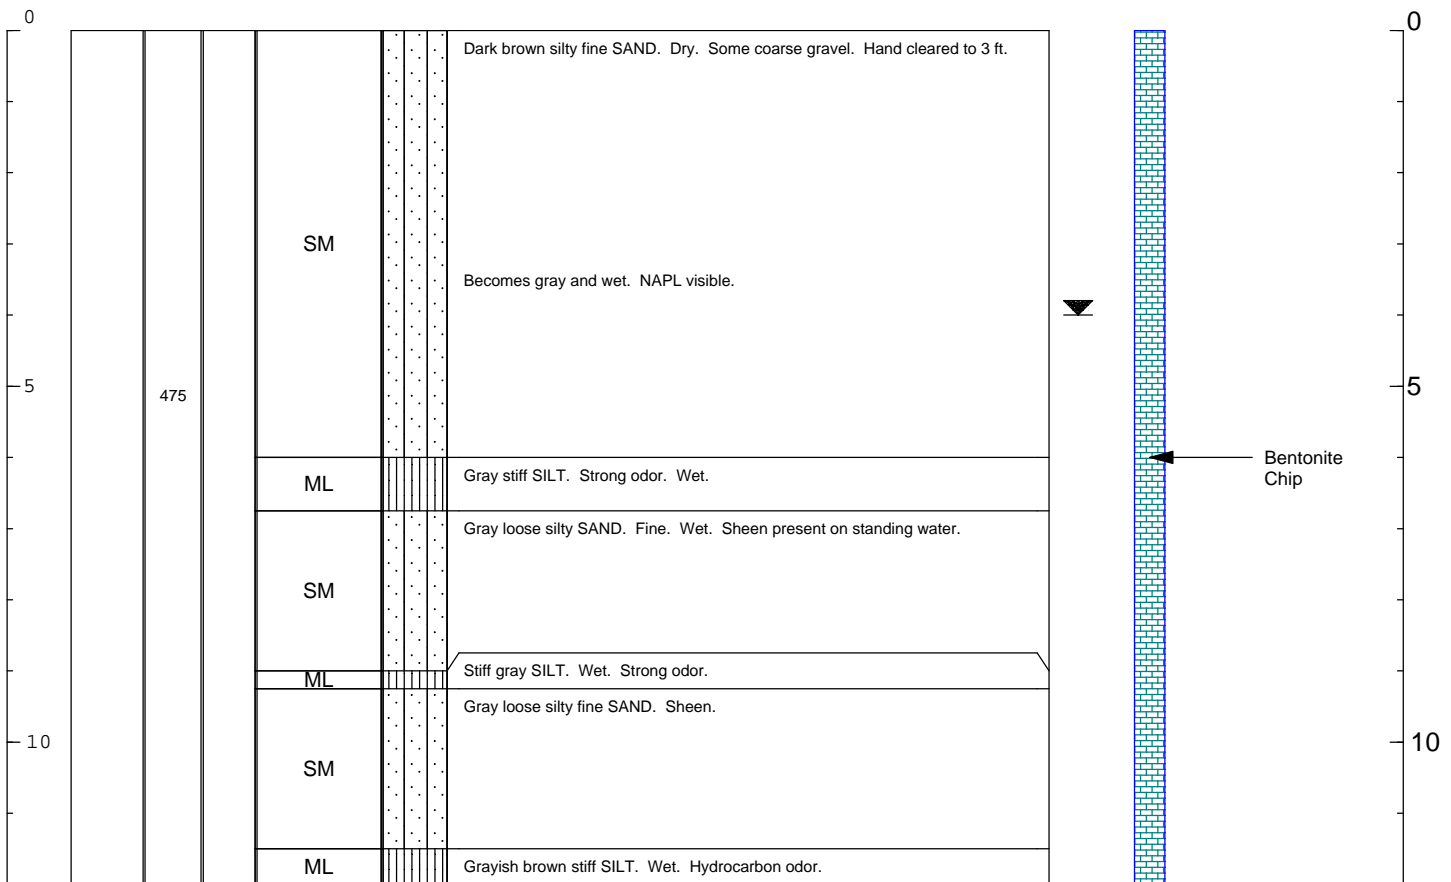 0
0
Dark brown silty fine SAND. Dry. Some coarse gravel. Hand cleared to 3 ft.
SM
Becomes gray and wet. NAPL visible.
5
475
5
ML
Gray stiff SILT. Strong odor. Wet.
Bentonite
Chip
Gray loose silty SAND. Fine. Wet. Sheen present on standing water.
SM
ML
Stiff gray SILT. Wet. Strong odor.
Gray loose silty fine SAND. Sheen.
10
10
SM
ML
Grayish brown stiff SILT. Wet. Hydrocarbon odor.